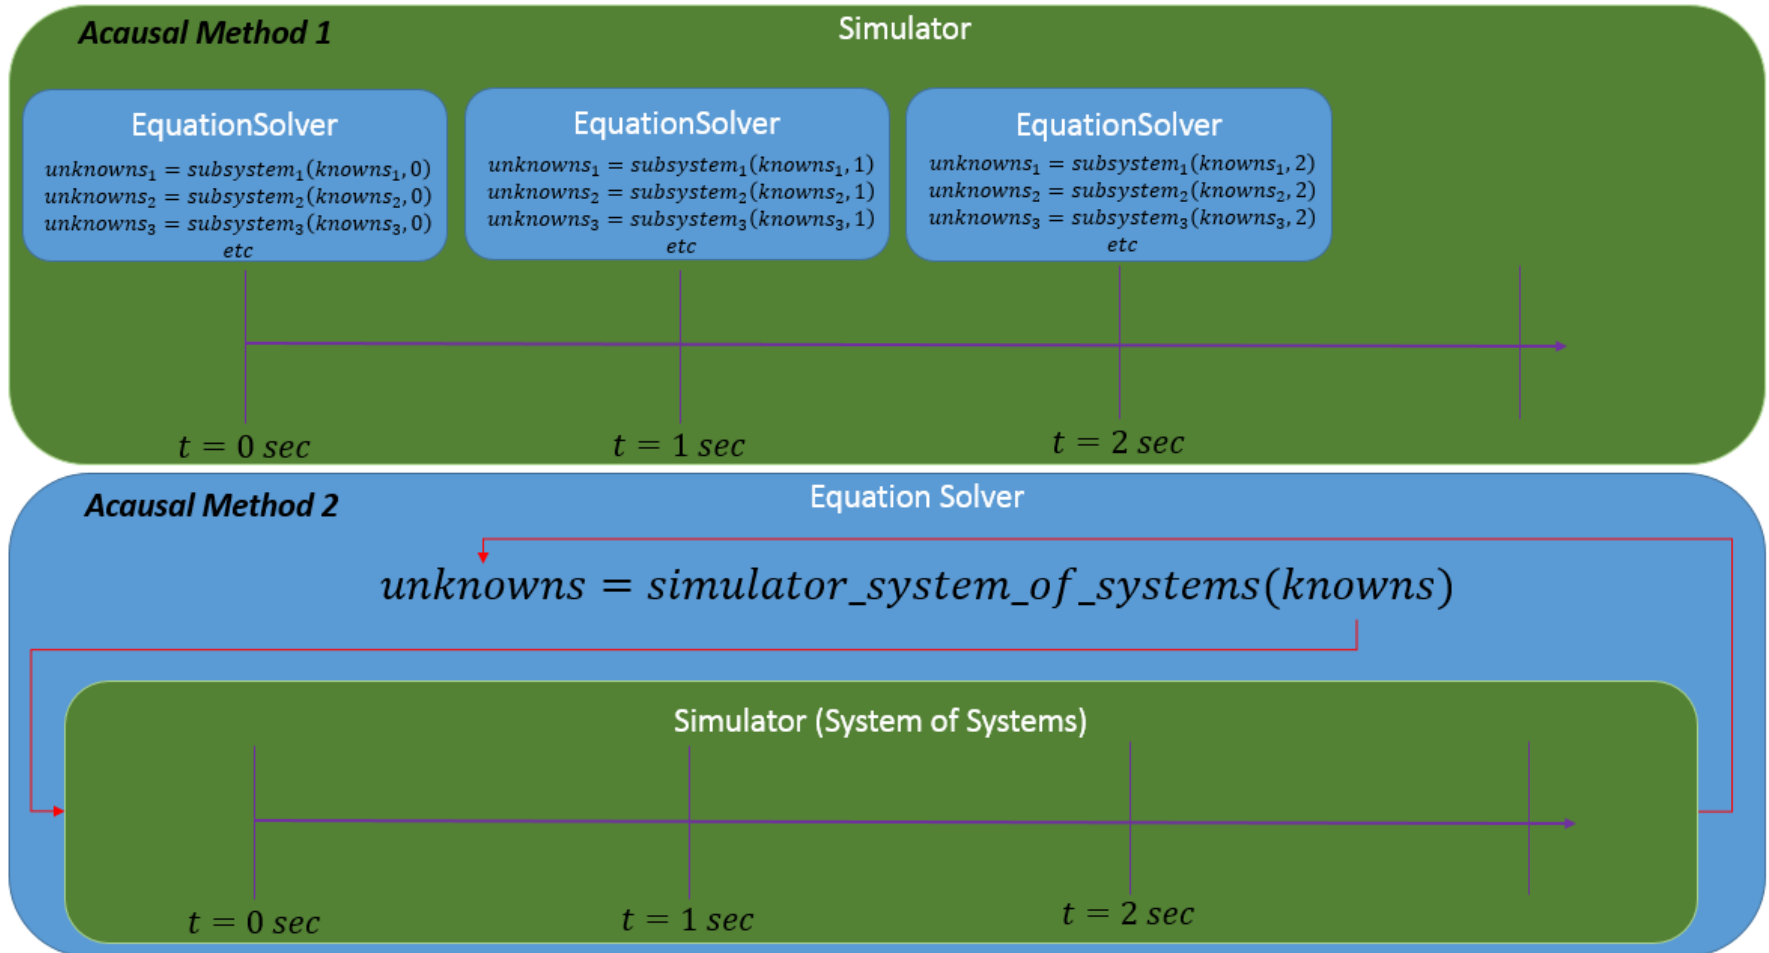 Acausal Method 1
Simulator
EquationSolver
unknowns₁ = subsystem₁(knowns₁, 0)
unknowns₂ = subsystem₂(knowns₂, 0)
unknowns₃ = subsystem₃(knowns₃, 0)
etc
EquationSolver
unknowns₁ = subsystem₁(knowns₁, 1)
unknowns₂ = subsystem₂(knowns₂, 1)
unknowns₃ = subsystem₃(knowns₃, 1)
etc
EquationSolver
unknowns₁ = subsystem₁(knowns₁, 2)
unknowns₂ = subsystem₂(knowns₂, 2)
unknowns₃ = subsystem₃(knowns₃, 2)
etc
t = 0 sec
t = 1 sec
t = 2 sec
Acausal Method 2
Equation Solver
unknowns = simulator_system_of_systems(knowns)
Simulator (System of Systems)
t = 0 sec
t = 1 sec
t = 2 sec